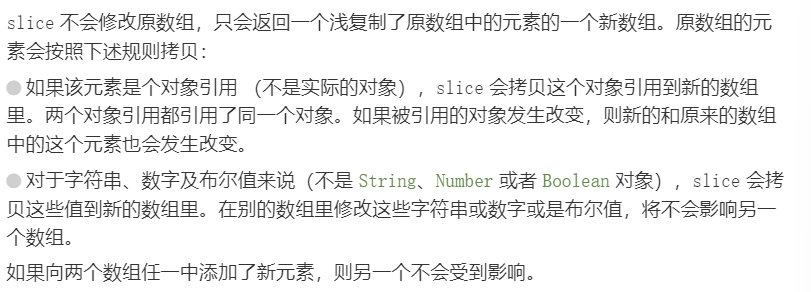 slice 不会修改原数组，只会返回一个浅复制了原数组中的元素的一个新数组。原数组的元
素会按照下述规则拷贝：
如果该元素是个对象引用 （不是实际的对象），slice 会拷贝这个对象引用到新的数组
里。两个对象引用都引用了同一个对象。如果被引用的对象发生改变，则新的和原来的数组
中的这个元素也会发生改变。
对于字符串、数字及布尔值来说（不是 String、Number 或者 Boolean 对象），slice 会拷
贝这些值到新的数组里。在别的数组里修改这些字符串或数字或是布尔值，将不会影响另一
个数组。
如果向两个数组任一中添加了新元素，则另一个不会受到影响。